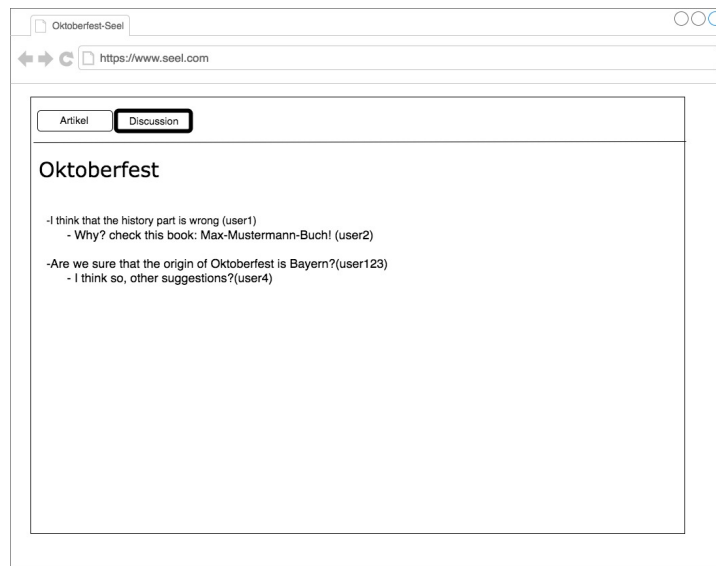 Oktoberfest-Seel
https://www.seel.com
Artikel Discussion
Oktoberfest
-I think that the history part is wrong (user1)
- Why? check this book: Max-Mustermann-Buch! (user2)
-Are we sure that the origin of Oktoberfest is Bayern?(user123)
- I think so, other suggestions?(user4)